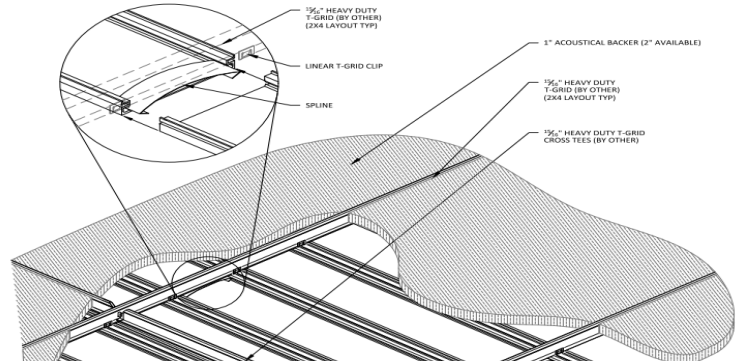 15/16" HEAVY DUTY
T-GRID (BY OTHER)
(2X4 LAYOUT TYP)
LINEAR T-GRID CLIP
SPLINE
1" ACOUSTICAL BACKER (2" AVAILABLE)
15/16" HEAVY DUTY
T-GRID (BY OTHER)
(2X4 LAYOUT TYP)
15/16" HEAVY DUTY T-GRID
CROSS TEES (BY OTHER)